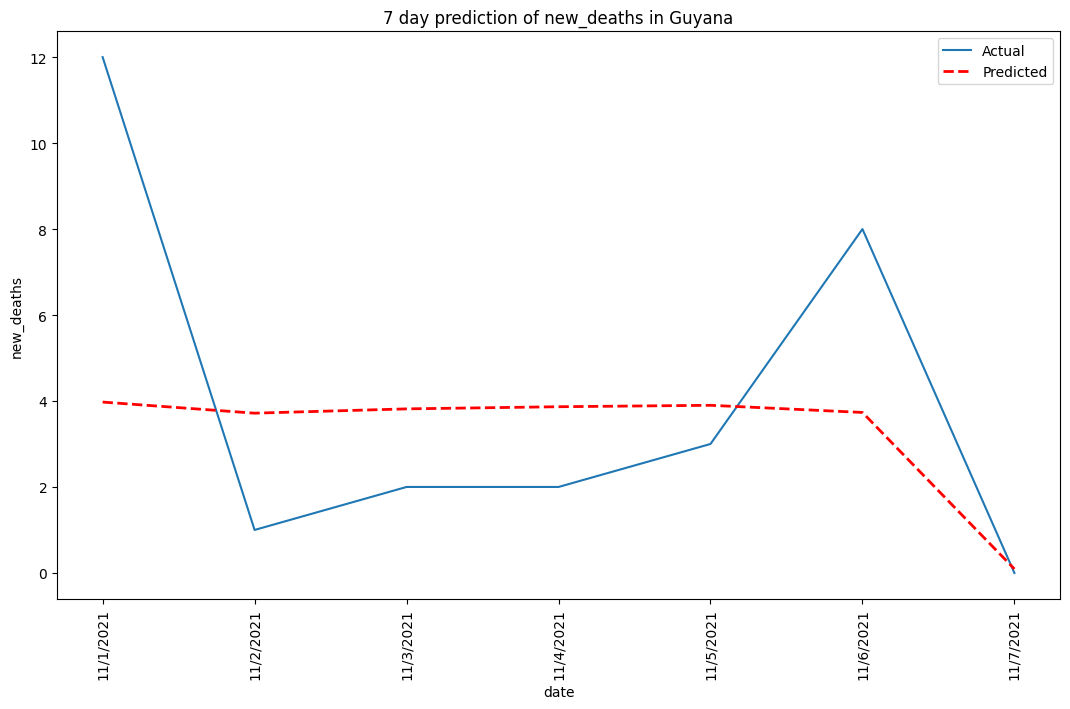 7 day prediction of new_deaths in Guyana
Actual
Predicted
12
10
8
6
4
2
0
new_deaths
11/1/2021
11/2/2021
11/3/2021
11/4/2021
11/5/2021
11/6/2021
11/7/2021
date